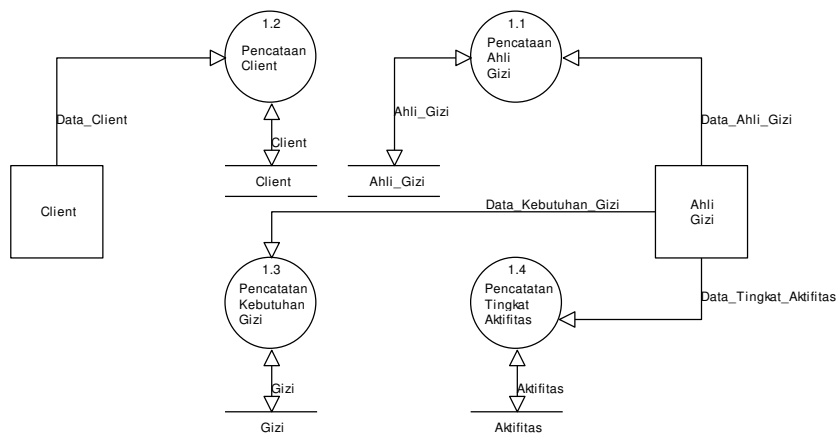 1.2
Pencataan
Client
1.1
Pencataan
Ahli
Gizi
Data_Client
Ahli_Gizi
Data_Ahli_Gizi
Client
Client
Ahli_Gizi
Client
Ahli
Gizi
Data_Kebutuhan_Gizi
1.3
Pencatatan
Kebutuhan
Gizi
1.4
Pencatatan
Tingkat
Aktifitas
Data_Tingkat_Aktifitas
Gizi
Aktifitas
Gizi
Aktifitas